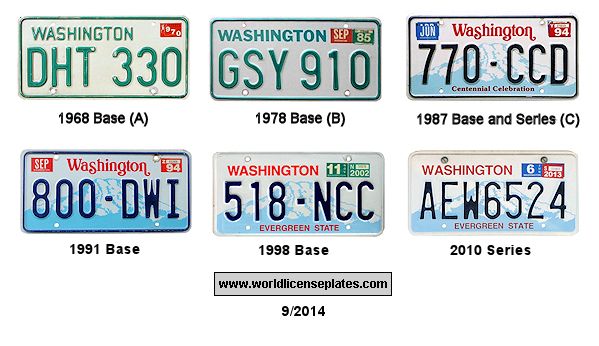 WASHINGTON 70
DHT 330
1968 Base (A)
WASHINGTON SEP 85
GSY 910
1978 Base (B)
JUN Washington 94
770-CCD
Centennial Celebration
1987 Base and Series (C)
SEP Washington 94
800-DWI
1991 Base
WASHINGTON 11 2002
518-NCC
EVERGREEN STATE
1998 Base
WASHINGTON 6 2013
AEW6524
EVERGREEN STATE
2010 Series
www.worldlicenseplates.com
9/2014